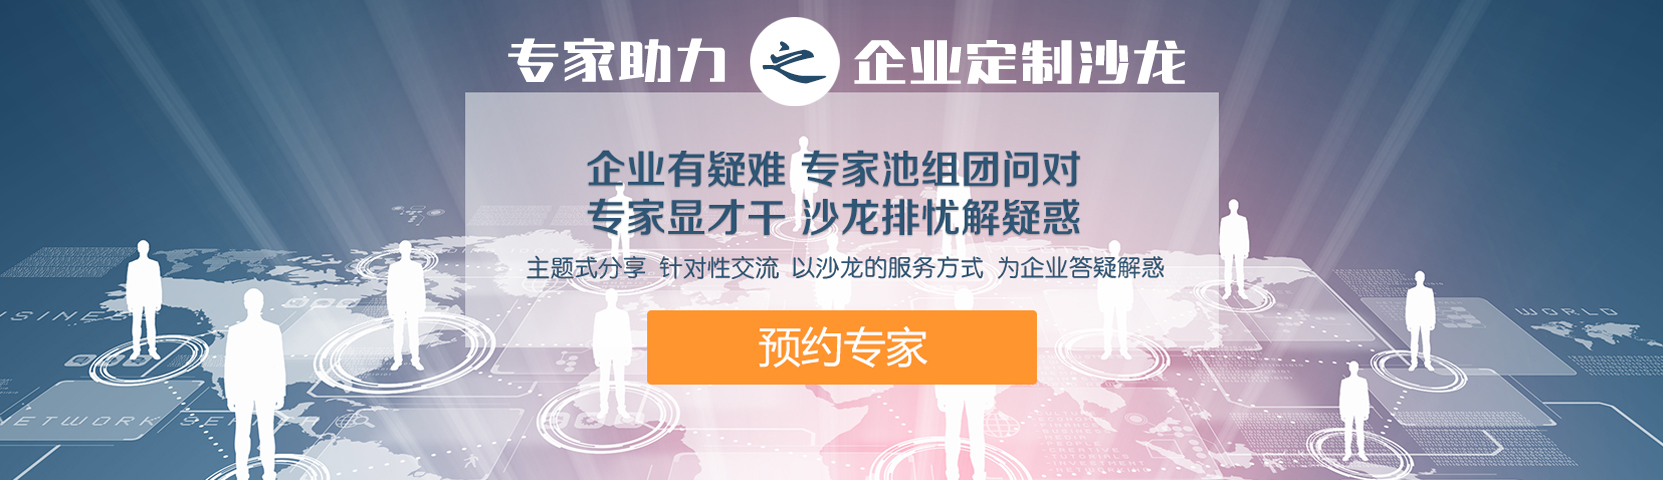 专家助力之企业定制沙龙
企业有疑难 专家池组团问对
专家显才干 沙龙排忧解疑惑
主题式分享 针对性交流 以沙龙的服务方式 为企业答疑解惑
预约专家
WORLD
NETWORK